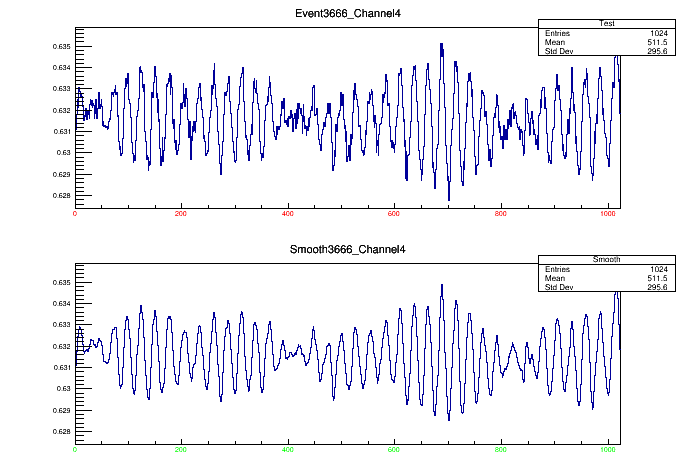 Event3666_Channel4
Test
Entries 1024
Mean 511.5
Std Dev 295.6
0.635
0.634
0.633
0.632
0.631
0.63
0.629
0.628
0 200 400 600 800 1000
Smooth3666_Channel4
Smooth
Entries 1024
Mean 511.5
Std Dev 295.6
0.635
0.634
0.633
0.632
0.631
0.63
0.629
0.628
0 200 400 600 800 1000